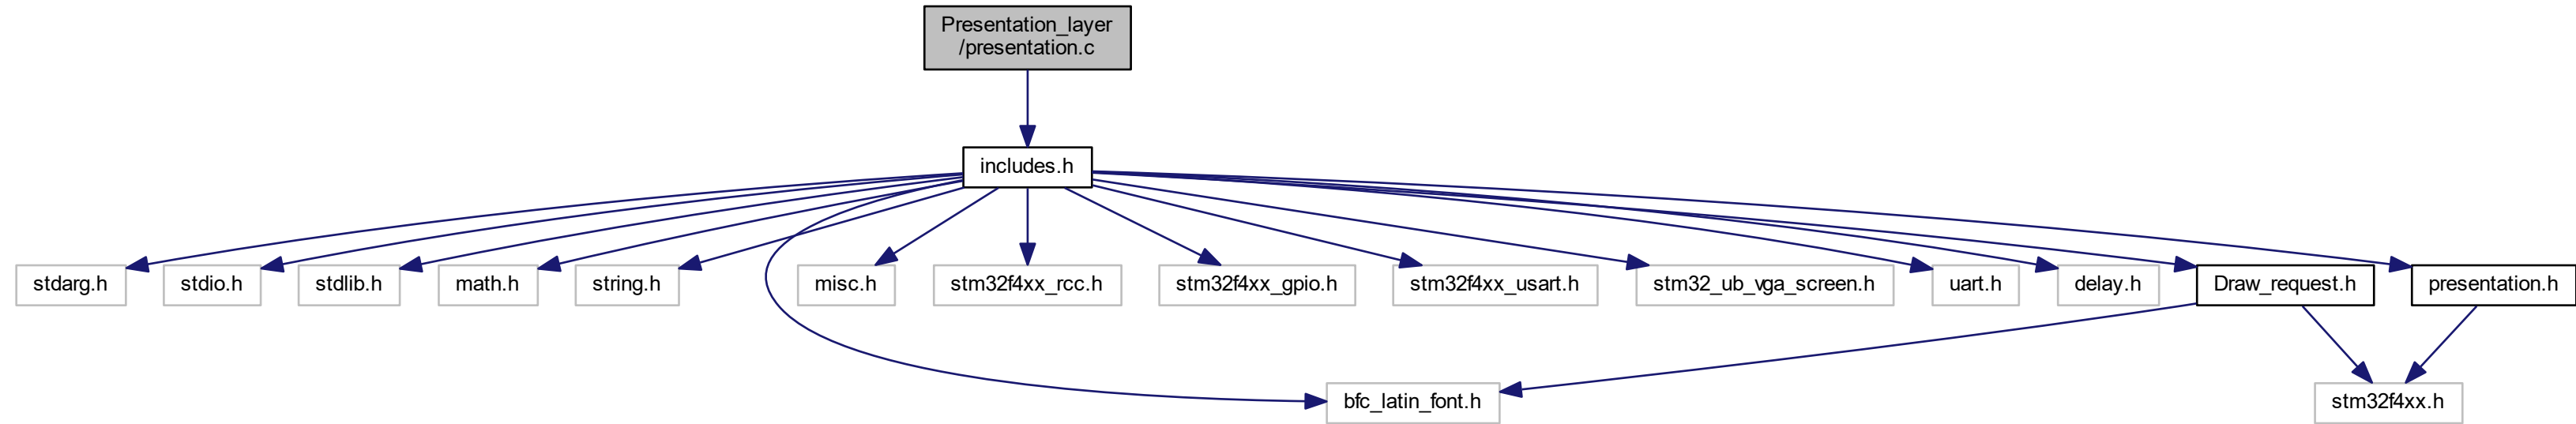 Presentation_layer
/presentation.c
includes.h
stdarg.h
stdio.h
stdlib.h
math.h
string.h
misc.h
stm32f4xx_rcc.h
stm32f4xx_gpio.h
stm32f4xx_usart.h
stm32_ub_vga_screen.h
uart.h
delay.h
Draw_request.h
presentation.h
bfc_latin_font.h
stm32f4xx.h